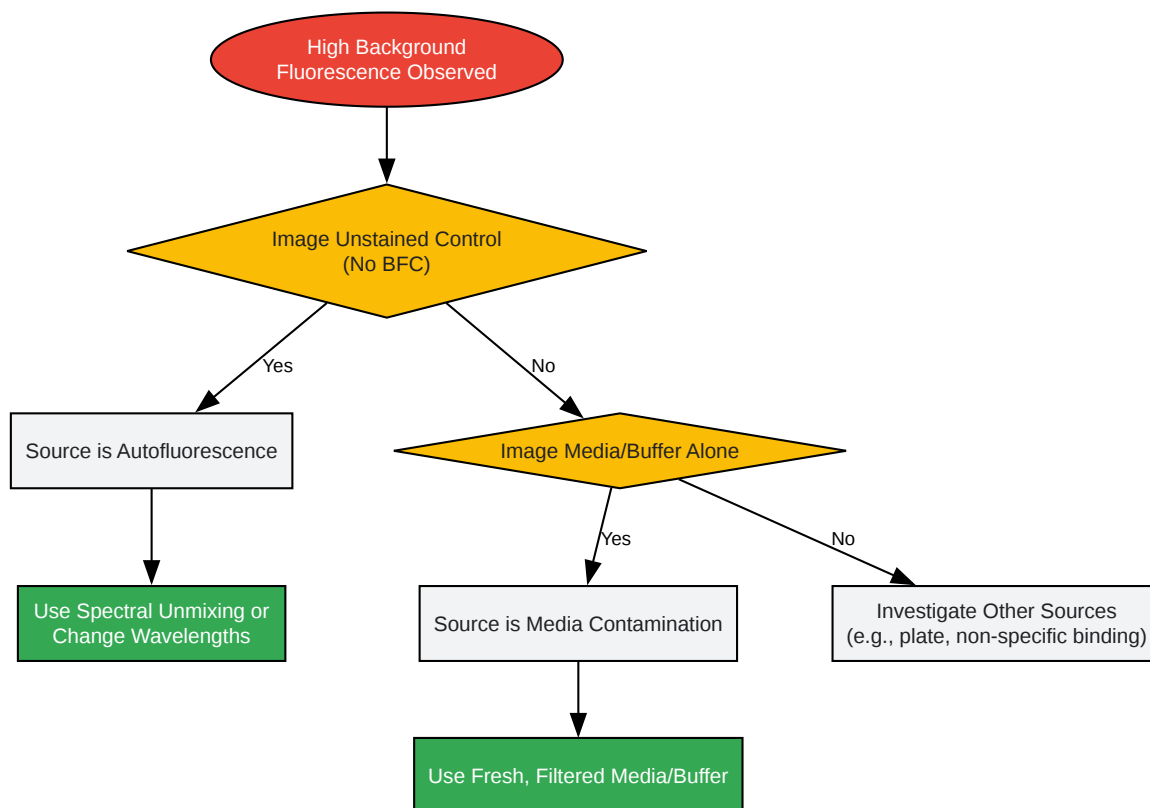 High Background
Fluorescence Observed
Image Unstained Control
(No BFC)
Yes
No
Source is Autofluorescence
Image Media/Buffer Alone
Yes
No
Use Spectral Unmixing or
Change Wavelengths
Source is Media Contamination
Investigate Other Sources
(e.g., plate, non-specific binding)
Use Fresh, Filtered Media/Buffer